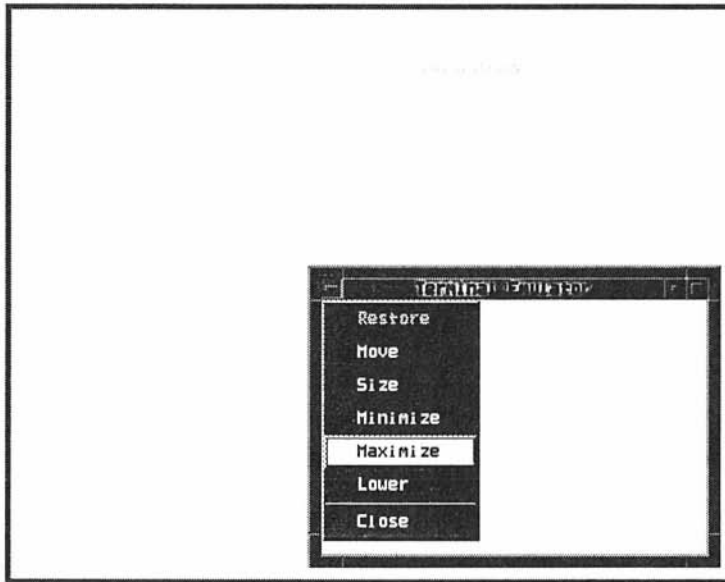 Terminal Emulator
Restore
Move
Size
Minimize
Maximize
Lower
Close